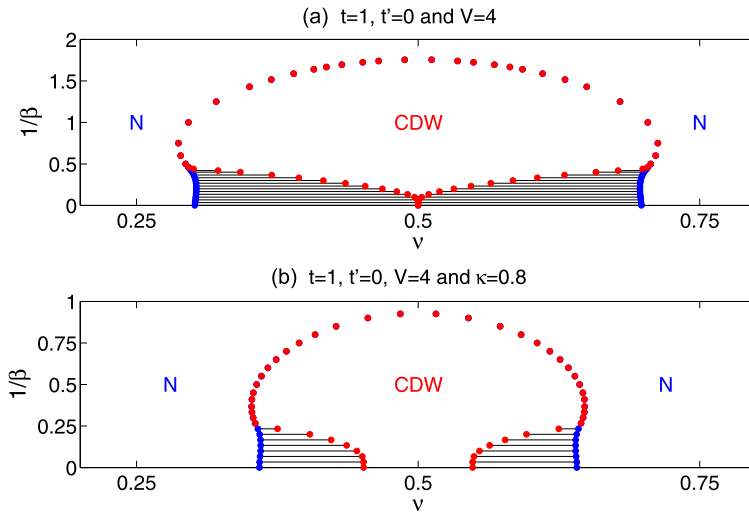 (a) t=1, t'=0 and V=4
2
1.5
1
0.5
0
1/β
N
CDW
N
0.25
0.5
0.75
ν
(b) t=1, t'=0, V=4 and κ=0.8
1
0.75
0.5
0.25
0
1/β
N
CDW
N
0.25
0.5
0.75
ν